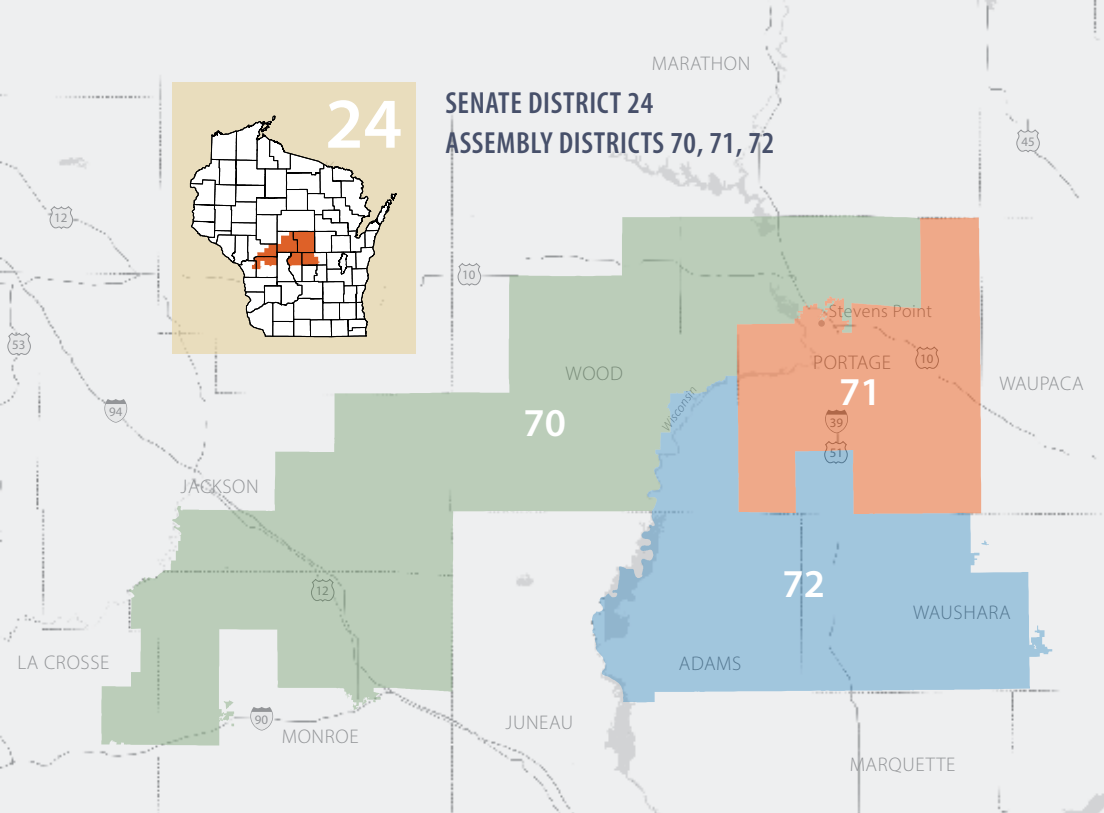 MARATHON
24
SENATE DISTRICT 24
ASSEMBLY DISTRICTS 70, 71, 72
45
12
10
53
Stevens Point
PORTAGE
10
WOOD
71
WAUPACA
94
70
Wisconsin
39
51
JACKSON
12
72
WAUSHARA
LA CROSSE
ADAMS
90
JUNEAU
MONROE
MARQUETTE